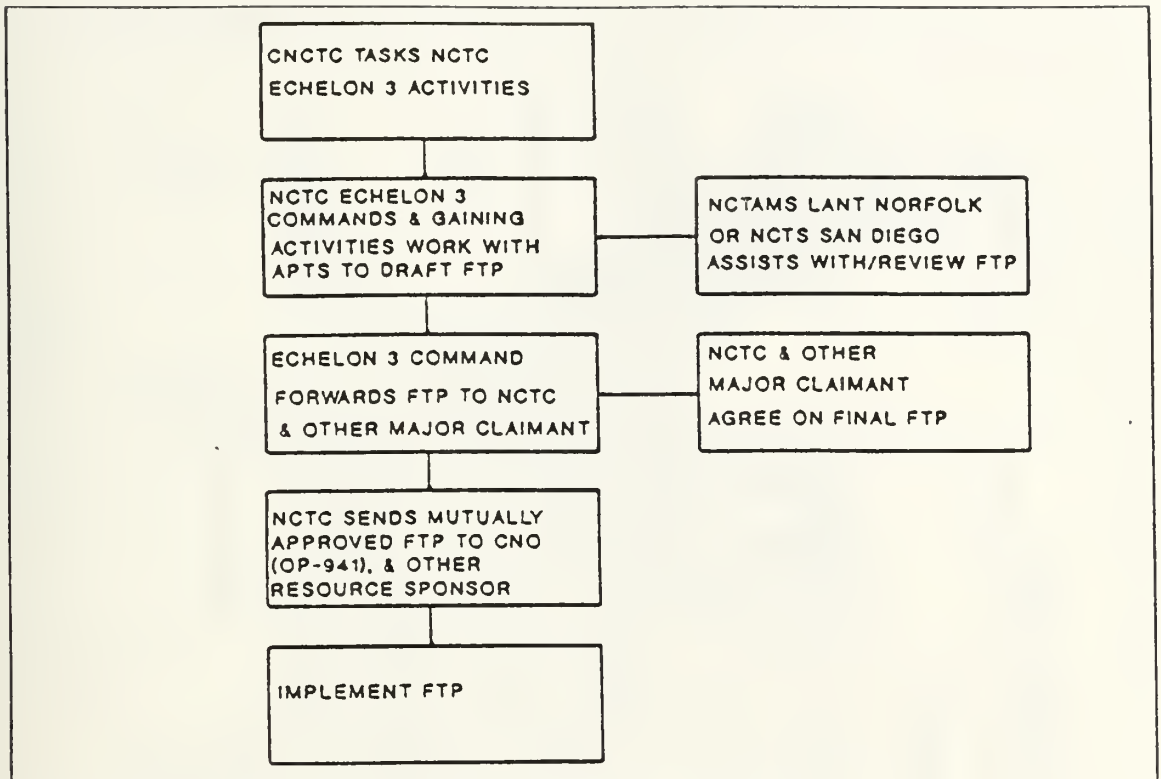 CNCTC TASKS NCTC
ECHELON 3 ACTIVITIES
NCTC ECHELON 3
COMMANDS & GAINING
ACTIVITIES WORK WITH
APTS TO DRAFT FTP
NCTAMS LANT NORFOLK
OR NCTS SAN DIEGO
ASSISTS WITH/REVIEW FTP
ECHELON 3 COMMAND
FORWARDS FTP TO NCTC
& OTHER MAJOR CLAIMANT
NCTC & OTHER
MAJOR CLAIMANT
AGREE ON FINAL FTP
NCTC SENDS MUTUALLY
APPROVED FTP TO CNO
(OP-941), & OTHER
RESOURCE SPONSOR
IMPLEMENT FTP